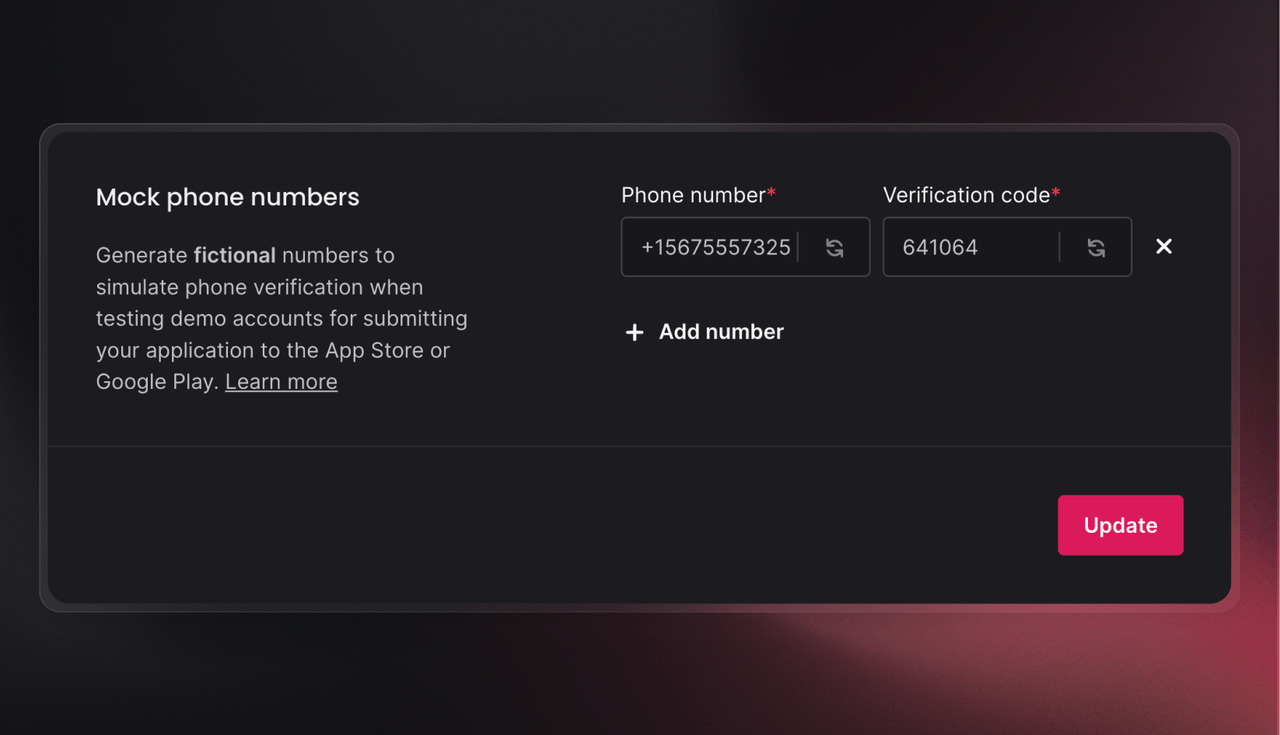 Mock phone numbers
Generate fictional numbers to
simulate phone verification when
testing demo accounts for submitting
your application to the App Store or
Google Play. Learn more
Phone number* Verification code*
+15675557325 641064
Add number
Update